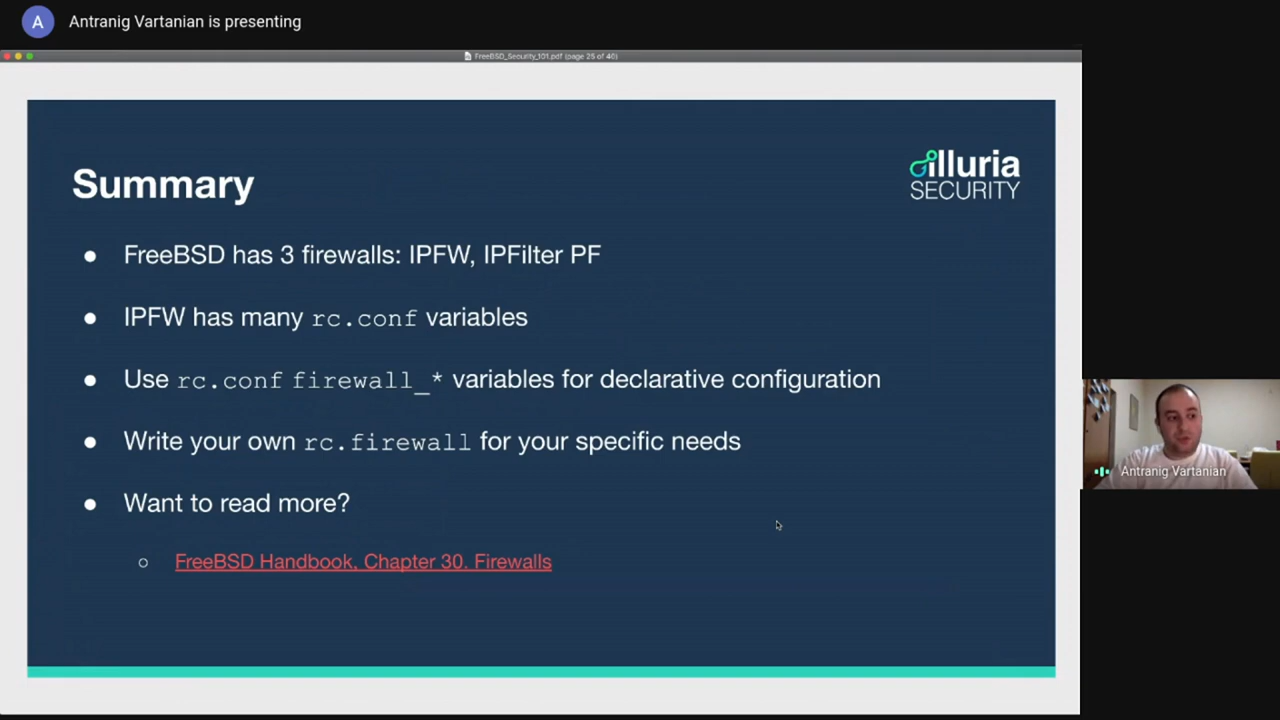 A
Antranig Vartanian is presenting
FreeBSD_Security_101.pdf (page 25 of 40)
illuria
SECURITY
Summary
● FreeBSD has 3 firewalls: IPFW, IPFilter PF
● IPFW has many rc.conf variables
● Use rc.conf firewall_* variables for declarative configuration
● Write your own rc.firewall for your specific needs
● Want to read more?
○ FreeBSD Handbook, Chapter 30. Firewalls
Antranig Vartanian